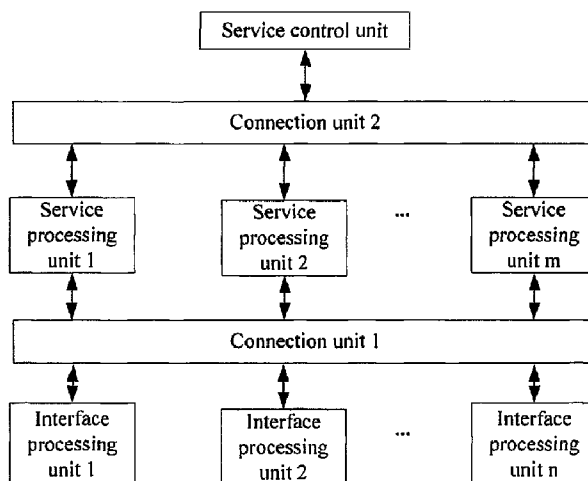 Service control unit
Connection unit 2
Service
processing
unit 1
Service
processing
unit 2
...
Service
processing
unit m
Connection unit 1
Interface
processing
unit 1
Interface
processing
unit 2
...
Interface
processing
unit n